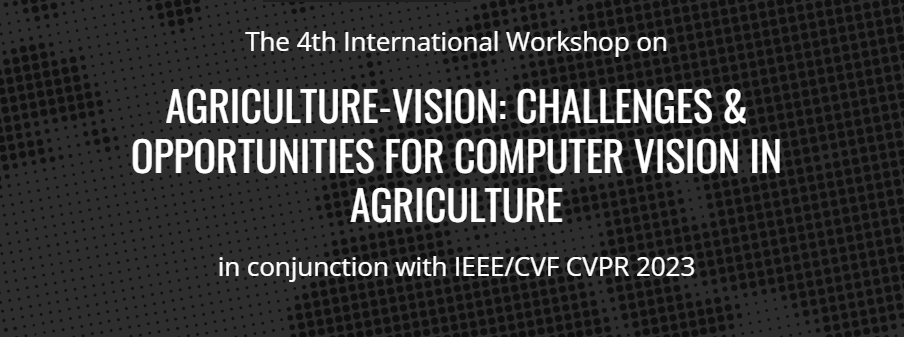 The 4th International Workshop on
AGRICULTURE-VISION: CHALLENGES &
OPPORTUNITIES FOR COMPUTER VISION IN
AGRICULTURE
in conjunction with IEEE/CVF CVPR 2023